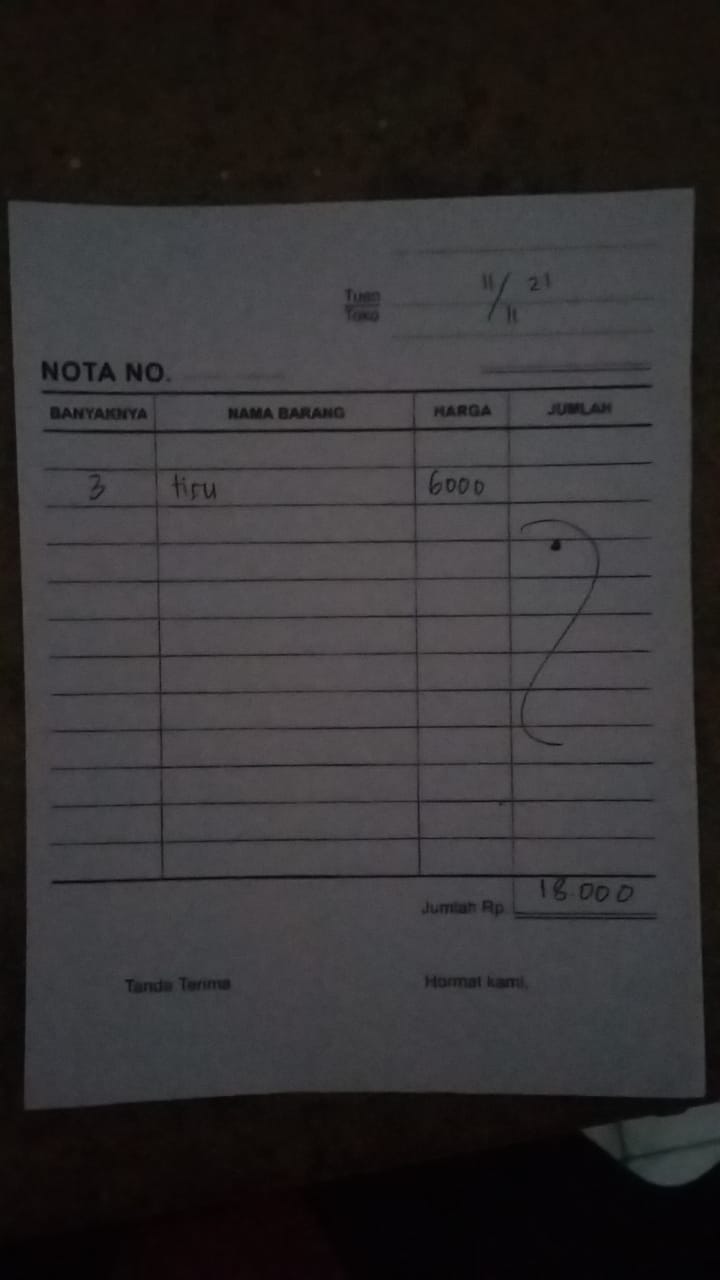 Tuan
Toko
11/11 21
NOTA NO.
BANYAKNYA NAMA BARANG HARGA JUMLAH
3 tisu 6000
Jumlah Rp 18.000
Tanda Terima Hormat kami,